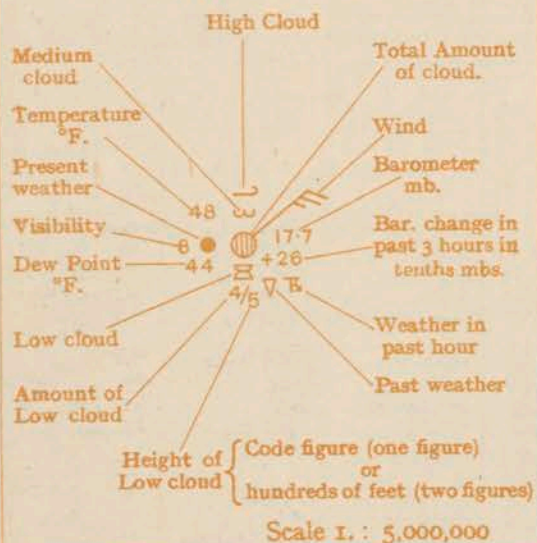 High Cloud
Medium
cloud
Total Amount
of cloud.
Temperature
°F.
Wind
Present
weather
Barometer
mb.
48
Visibility
8
17·7
Bar. change in
past 3 hours in
tenths mbs.
+26
Dew Point
°F.
44
4/5
Low cloud
Weather in
past hour
Amount of
Low cloud
Past weather
Height of
Low cloud
Code figure (one figure)
or
hundreds of feet (two figures)
Scale 1. : 5,000,000